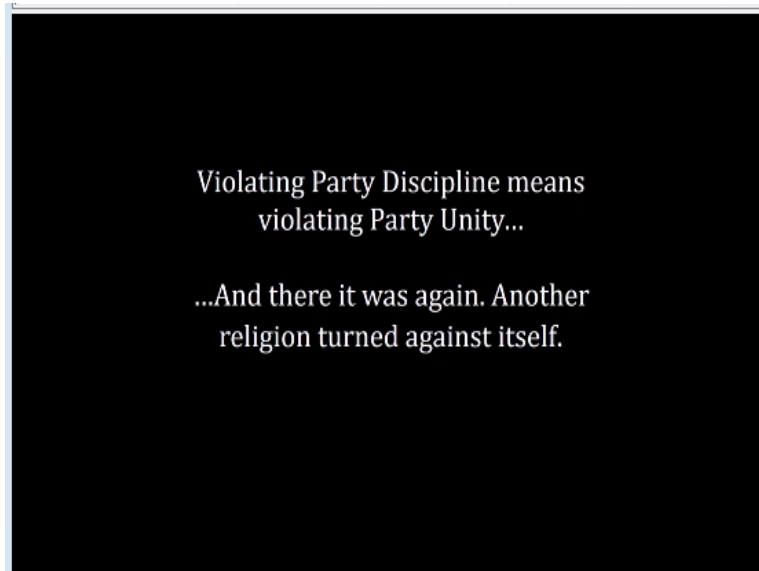 Violating Party Discipline means
violating Party Unity...
...And there it was again. Another
religion turned against itself.